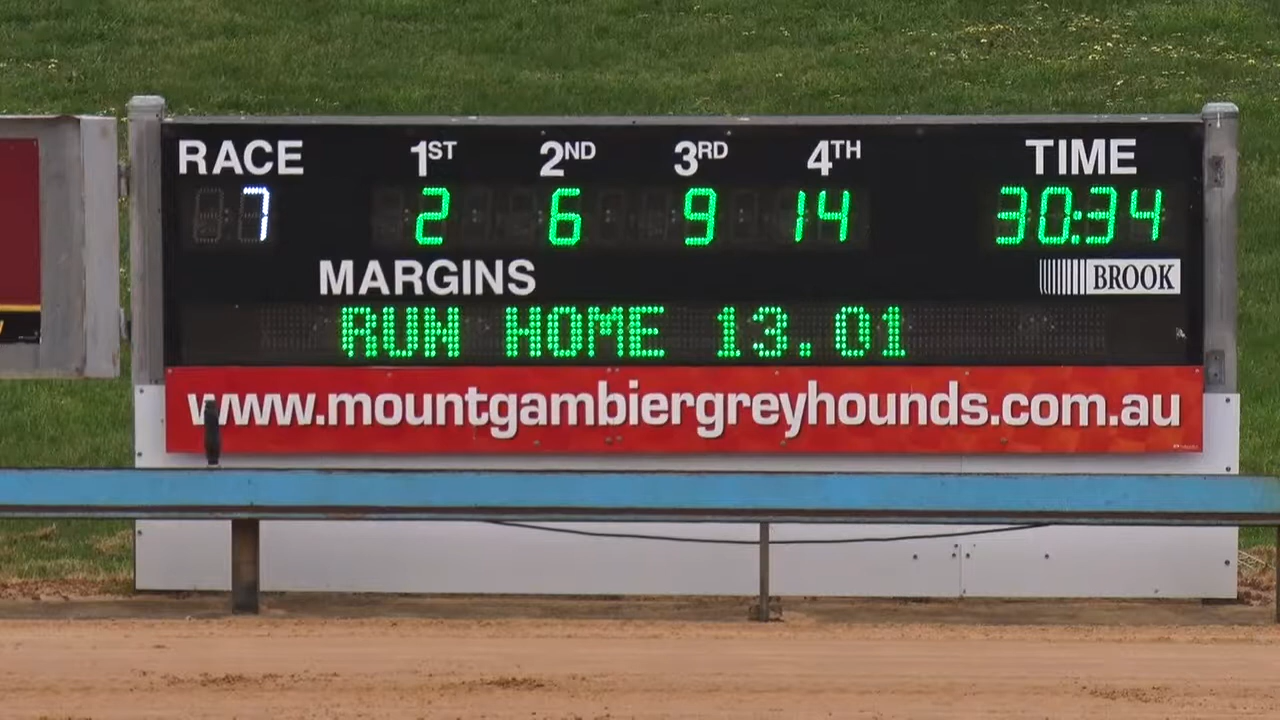 RACE 1ST 2ND 3RD 4TH TIME
7 2 6 9 14 30:34
MARGINS BROOK
RUN HOME 13.01
www.mountgambiergreyhounds.com.au